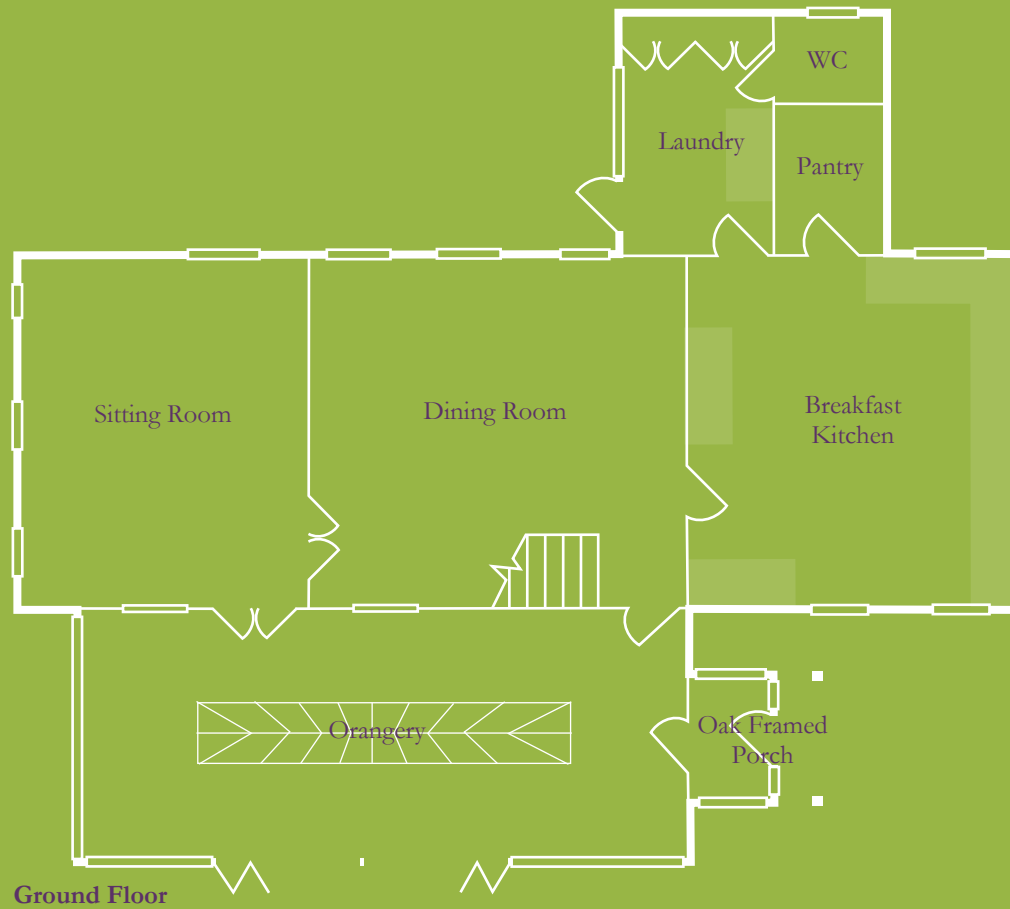 WC
Laundry
Pantry
Sitting Room
Dining Room
Breakfast
Kitchen
Orangery
Oak Framed
Porch
Ground Floor